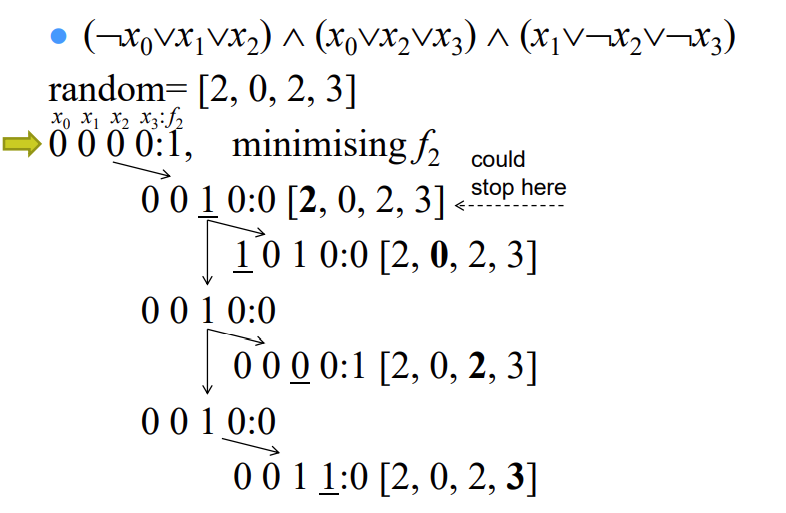 (¬x₀∨x₁∨x₂) ∧ (x₀∨x₂∨x₃) ∧ (x₁∨¬x₂∨¬x₃)
random= [2, 0, 2, 3]
x₀ x₁ x₂ x₃:f₂
0 0 0 0:1, minimising f₂
could
stop here
0 0 1 0:0 [2, 0, 2, 3]
1 0 1 0:0 [2, 0, 2, 3]
0 0 1 0:0
0 0 0 0:1 [2, 0, 2, 3]
0 0 1 0:0
0 0 1 1:0 [2, 0, 2, 3]